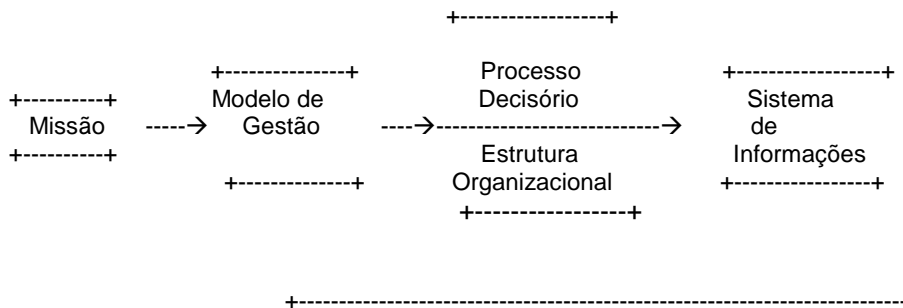 +-----------------+
Processo
+---------------+ +-----------------+
+----------+ Modelo de Decisório Sistema
Missão -----→ Gestão ----→----------------------------→ de
+----------+ Estrutura Informações
+-------------+ Organizacional +----------------+
+-----------------+
+-----------------------------------------------------------------